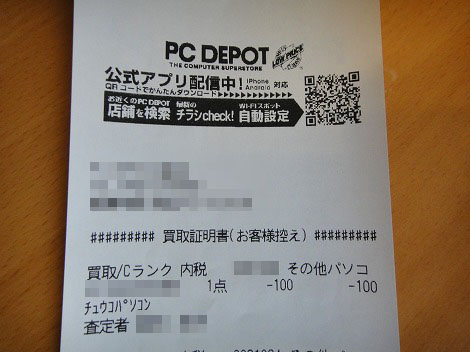 PC DEPOT
THE COMPUTER SUPERSTORE
LOW PRICE
公式アプリ配信中! iPhone Android 対応
QRコードでかんたんダウンロード▶▶▶▶▶▶▶▶▶▶
お近くのPC DEPOT 店舗を検索 最新の チラシcheck! Wi-Fiスポット 自動設定
######### 買取証明書(お客様控え) #########
買取/Cランク 内税 その他パソコ
1点 -100 -100
チュウコパソコン
査定者